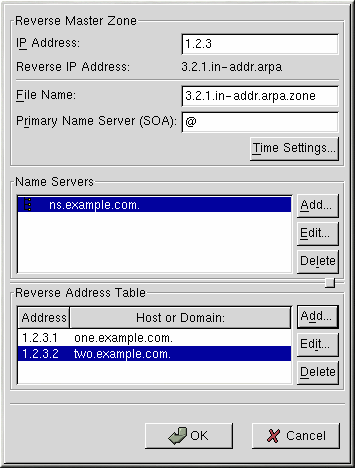 Reverse Master Zone
IP Address: 1.2.3
Reverse IP Address: 3.2.1.in-addr.arpa
File Name: 3.2.1.in-addr.arpa.zone
Primary Name Server (SOA): @
Time Settings...
Name Servers
ns.example.com. Add...
Edit...
Delete
Reverse Address Table
Address Host or Domain: Add...
1.2.3.1 one.example.com.
1.2.3.2 two.example.com. Edit...
Delete
OK Cancel